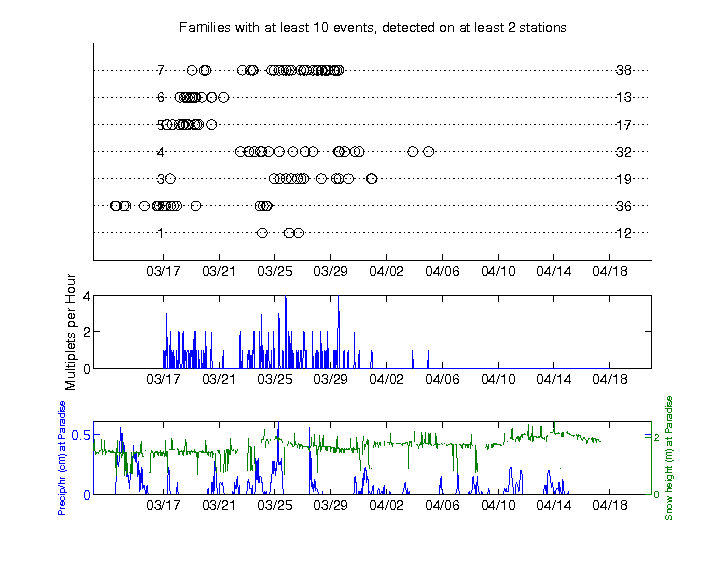 Families with at least 10 events, detected on at least 2 stations
7 38
6 13
5 17
4 32
3 19
2 36
1 12
03/17 03/21 03/25 03/29 04/02 04/06 04/10 04/14 04/18
Multiplets per Hour
4
2
0
03/17 03/21 03/25 03/29 04/02 04/06 04/10 04/14 04/18
Precip/hr (cm) at Paradise
0.5
0
2
0
Snow height (m) at Paradise
03/17 03/21 03/25 03/29 04/02 04/06 04/10 04/14 04/18